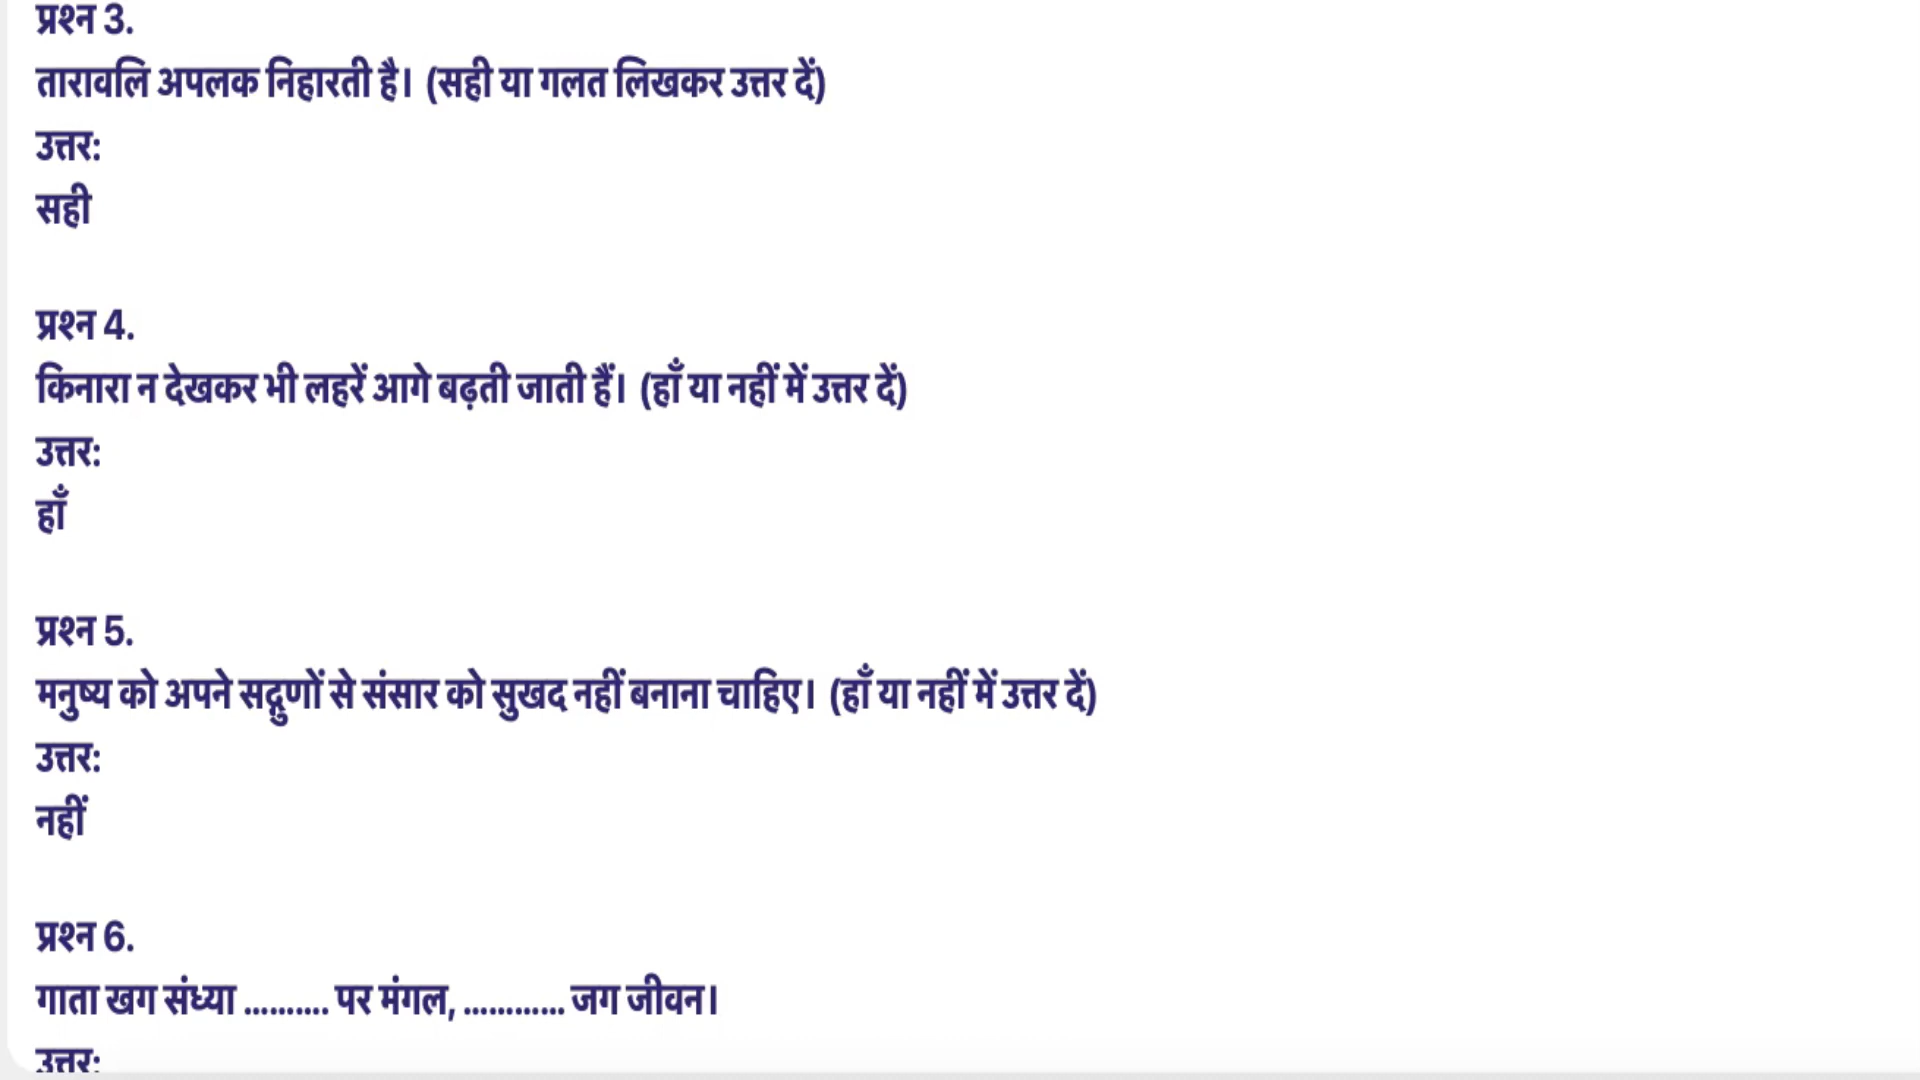 प्रश्न 3.
तारावलि अपलक निहारती है। (सही या गलत लिखकर उत्तर दें)
उत्तर:
सही
प्रश्न 4.
किनारा न देखकर भी लहरें आगे बढ़ती जाती हैं। (हाँ या नहीं में उत्तर दें)
उत्तर:
हाँ
प्रश्न 5.
मनुष्य को अपने सद्गुणों से संसार को सुखद नहीं बनाना चाहिए। (हाँ या नहीं में उत्तर दें)
उत्तर:
नहीं
प्रश्न 6.
गाता खग संध्या .......... पर मंगल, ............ जग जीवन।
उत्तर: